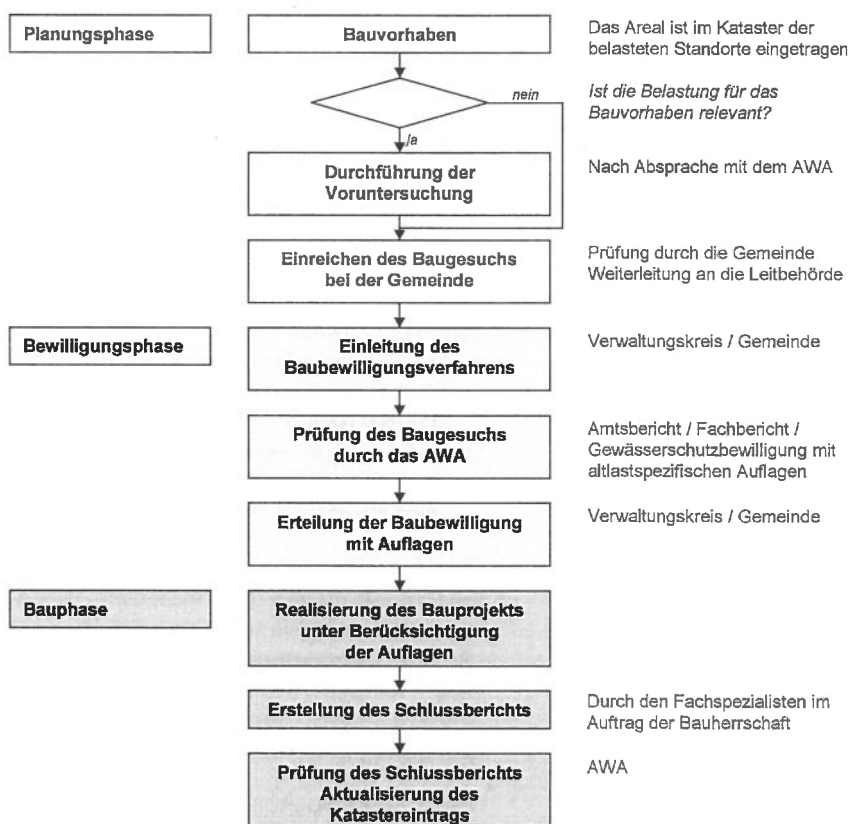 Planungsphase
Bauvorhaben
Das Areal ist im Kataster der
belasteten Standorte eingetragen
nein
Ist die Belastung für das
Bauvorhaben relevant?
ja
Durchführung der
Voruntersuchung
Nach Absprache mit dem AWA
Einreichen des Baugesuchs
bei der Gemeinde
Prüfung durch die Gemeinde
Weiterleitung an die Leitbehörde
Bewilligungsphase
Einleitung des
Baubewilligungsverfahrens
Verwaltungskreis / Gemeinde
Prüfung des Baugesuchs
durch das AWA
Amtsbericht / Fachbericht /
Gewässerschutzbewilligung mit
altlastspezifischen Auflagen
Erteilung der Baubewilligung
mit Auflagen
Verwaltungskreis / Gemeinde
Bauphase
Realisierung des Bauprojekts
unter Berücksichtigung
der Auflagen
Erstellung des Schlussberichts
Durch den Fachspezialisten im
Auftrag der Bauherrschaft
Prüfung des Schlussberichts
Aktualisierung des
Katastereintrags
AWA